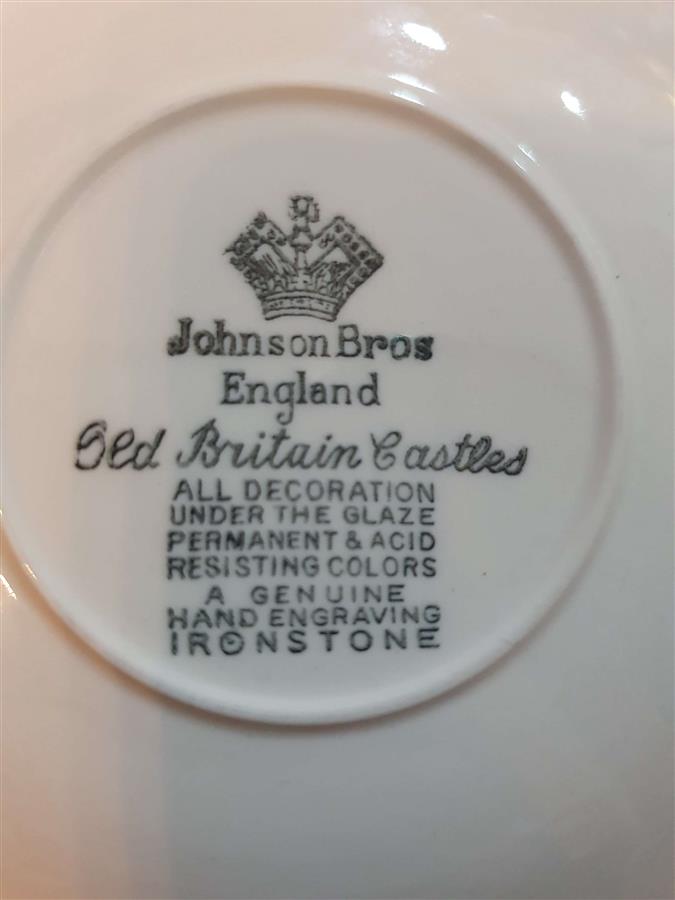 Johnson Bros
England
Old Britain Castles
ALL DECORATION
UNDER THE GLAZE
PERMANENT & ACID
RESISTING COLORS
A GENUINE
HAND ENGRAVING
IRONSTONE